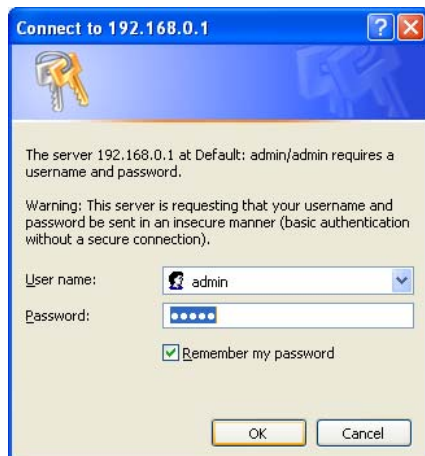 Connect to 192.168.0.1
The server 192.168.0.1 at Default: admin/admin requires a
username and password.
Warning: This server is requesting that your username and
password be sent in an insecure manner (basic authentication
without a secure connection).
User name:
admin
Password:
•••••
Remember my password
OK
Cancel